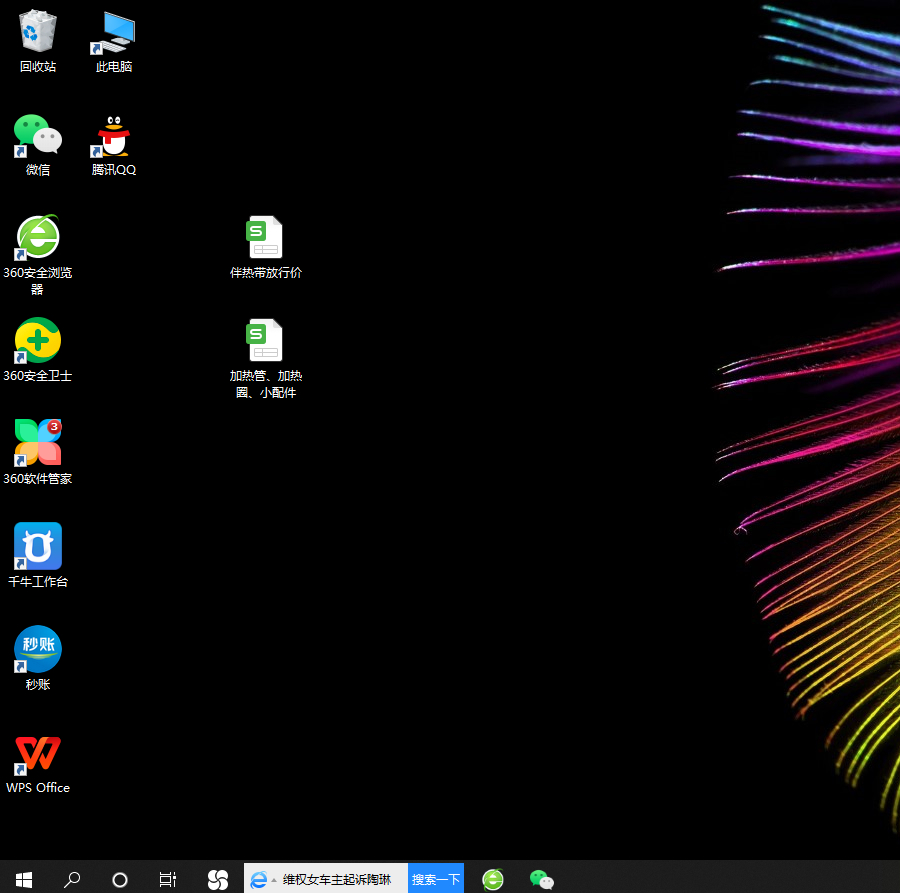 回收站
此电脑
微信
腾讯QQ
360安全浏览
器
伴热带放行价
360安全卫士
加热管、加热
圈、小配件
3
360软件管家
千牛工作台
秒账
秒账
WPS Office
维权女车主起诉陶琳
搜索一下